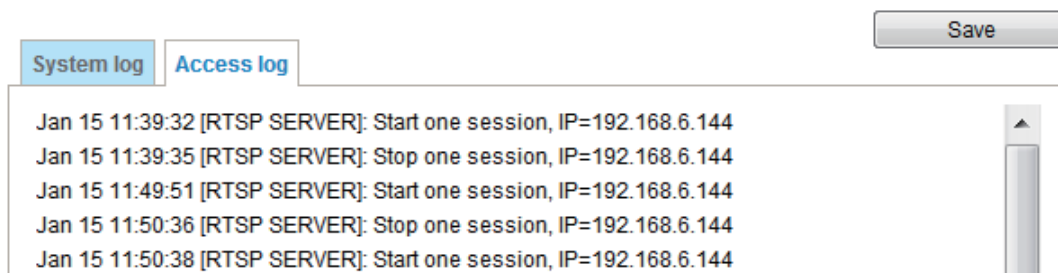 Save
System log
Access log
Jan 15 11:39:32 [RTSP SERVER]: Start one session, IP=192.168.6.144
Jan 15 11:39:35 [RTSP SERVER]: Stop one session, IP=192.168.6.144
Jan 15 11:49:51 [RTSP SERVER]: Start one session, IP=192.168.6.144
Jan 15 11:50:36 [RTSP SERVER]: Stop one session, IP=192.168.6.144
Jan 15 11:50:38 [RTSP SERVER]: Start one session, IP=192.168.6.144